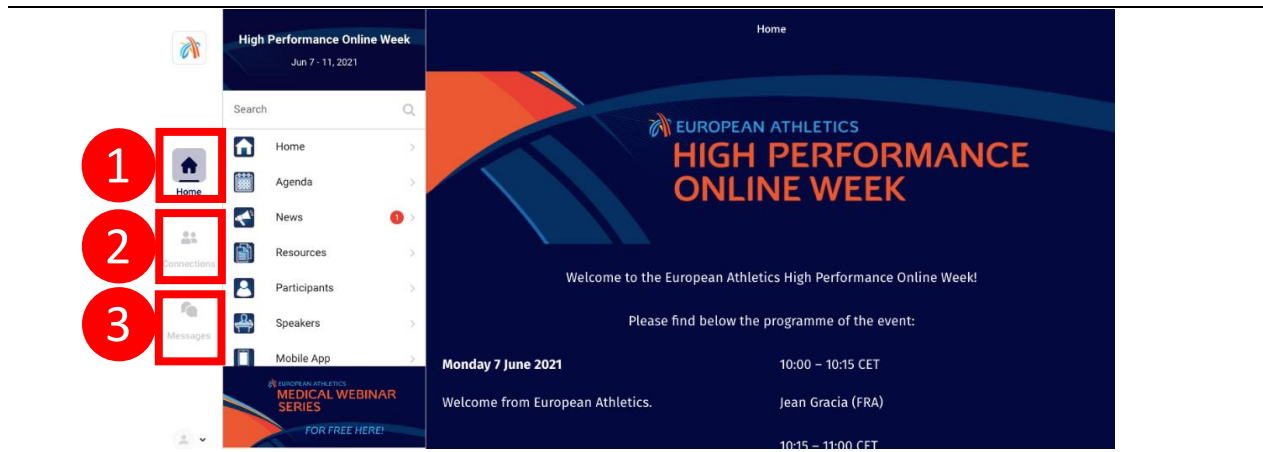 High Performance Online Week
Jun 7 - 11, 2021
Search
1
Home
2
Connections
3
Messages
Home
Agenda
News 1
Resources
Participants
Speakers
Mobile App
EUROPEAN ATHLETICS
MEDICAL WEBINAR
SERIES
FOR FREE HERE!
Home
EUROPEAN ATHLETICS
HIGH PERFORMANCE
ONLINE WEEK
Welcome to the European Athletics High Performance Online Week!
Please find below the programme of the event:
Monday 7 June 2021 10:00 – 10:15 CET
Welcome from European Athletics. Jean Gracia (FRA)
10:15 – 11:00 CET